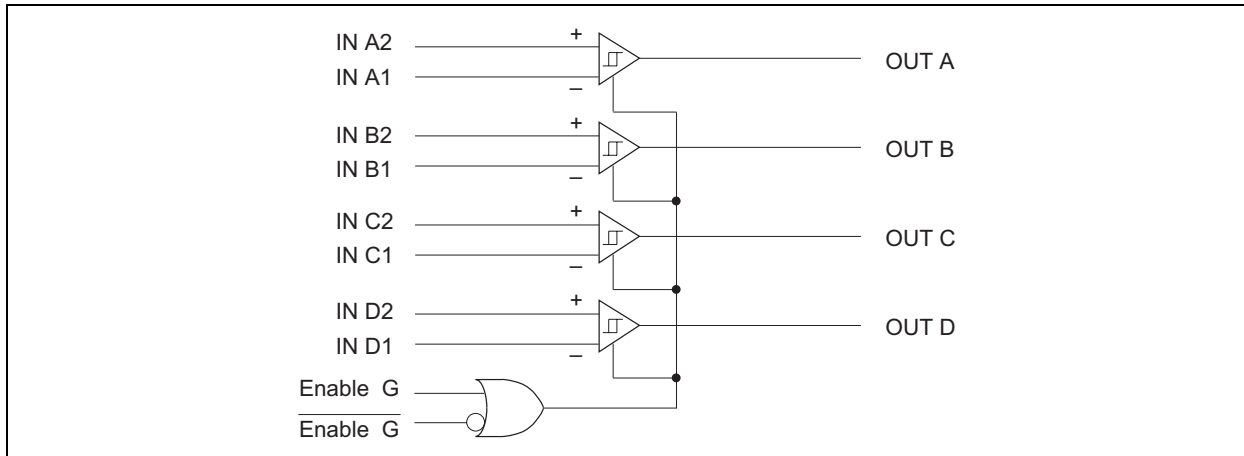 IN A2
+
IN A1
−
OUT A
IN B2
+
IN B1
−
OUT B
IN C2
+
IN C1
−
OUT C
IN D2
+
IN D1
−
OUT D
Enable G
Enable G